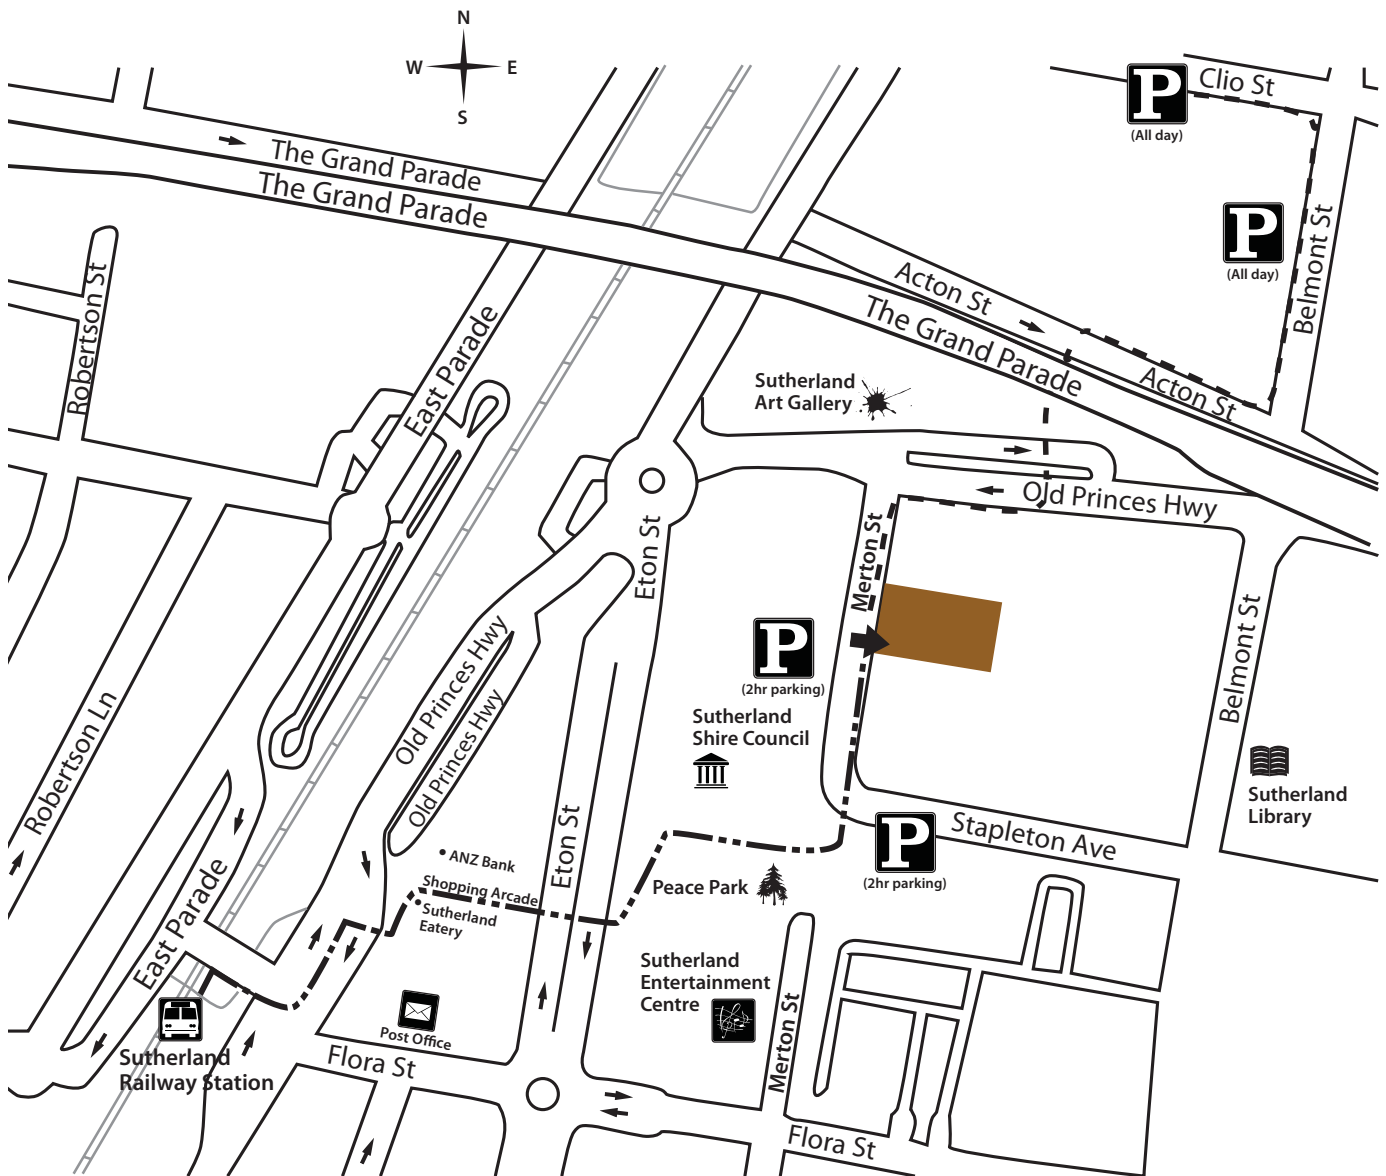 N
W E
S
Clio St
P
(All day)
The Grand Parade
The Grand Parade
P
(All day)
Belmont St
Robertson St
Acton St
East Parade
The Grand Parade
Acton St
Sutherland
Art Gallery
Old Princes Hwy
Merton St
Eton St
P
(2hr parking)
Old Princes Hwy
Old Princes Hwy
Belmont St
Robertson Ln
Sutherland
Shire Council
Sutherland
Library
Stapleton Ave
P
(2hr parking)
Eton St
ANZ Bank
Shopping Arcade
Sutherland
Eatery
Peace Park
East Parade
Sutherland
Entertainment
Centre
Merton St
Post Office
Sutherland
Railway Station
Flora St
Flora St